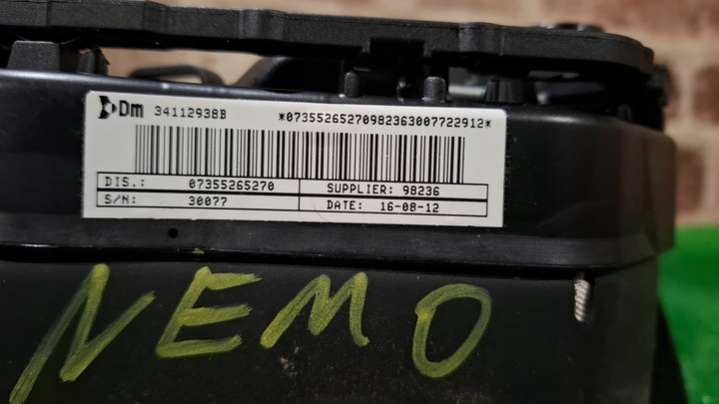 Dm 34112938B *07355265270982363007722912*
DIS.: 07355265270 SUPPLIER: 98236
S/N: 30077 DATE: 16-08-12
NEMO